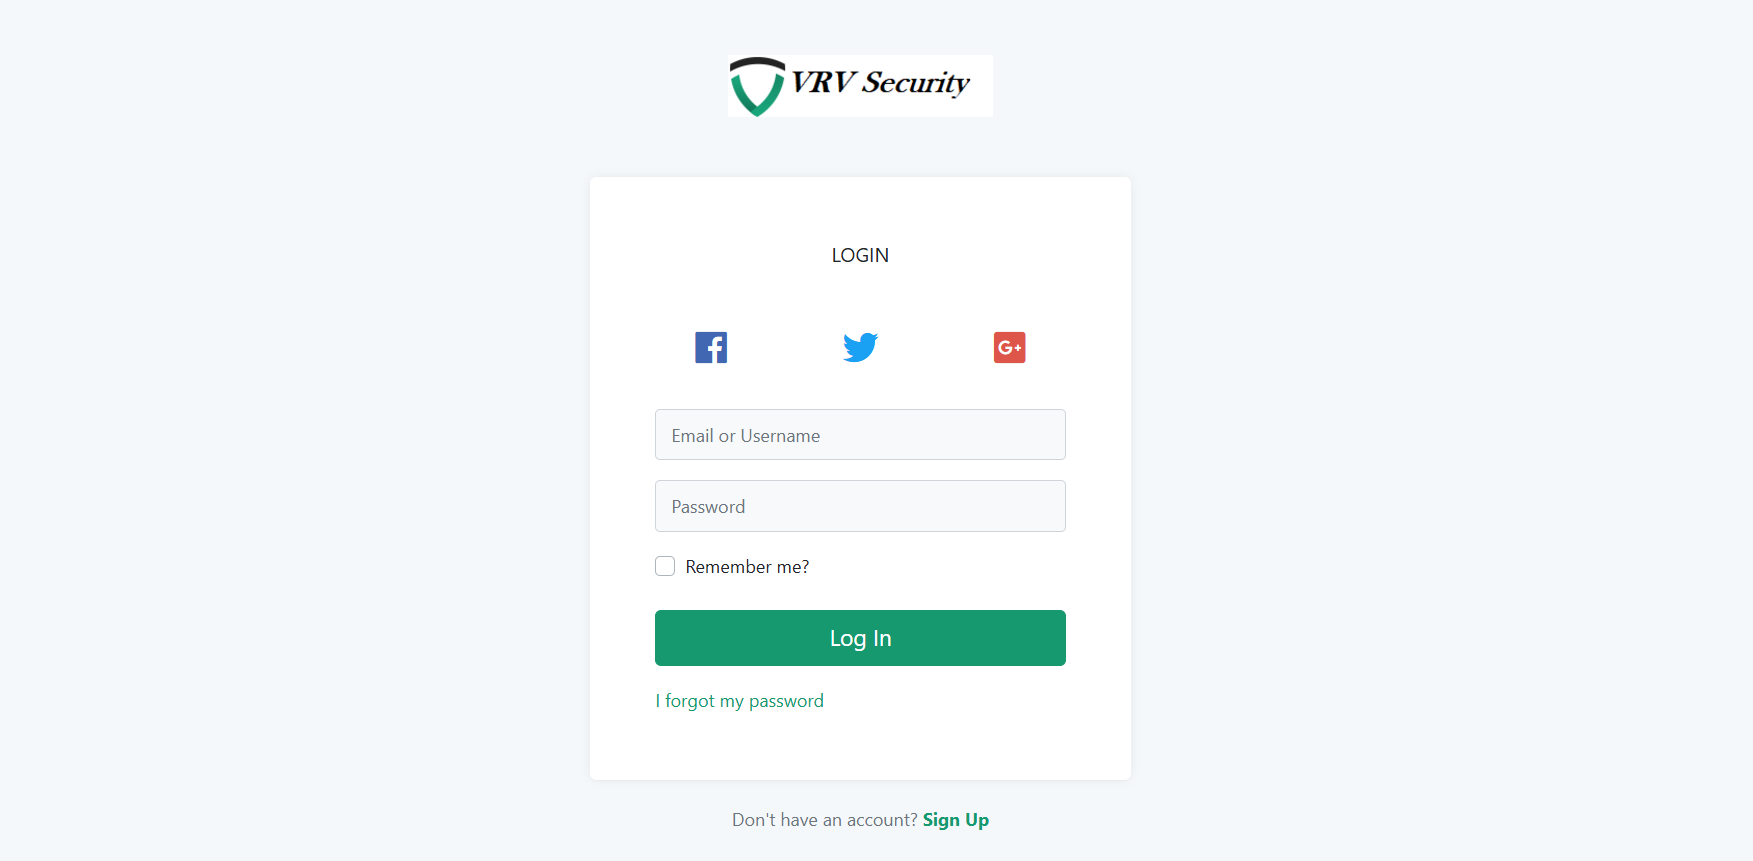 VRV Security
LOGIN
G+
Email or Username
Password
Remember me?
Log In
I forgot my password
Don't have an account? Sign Up